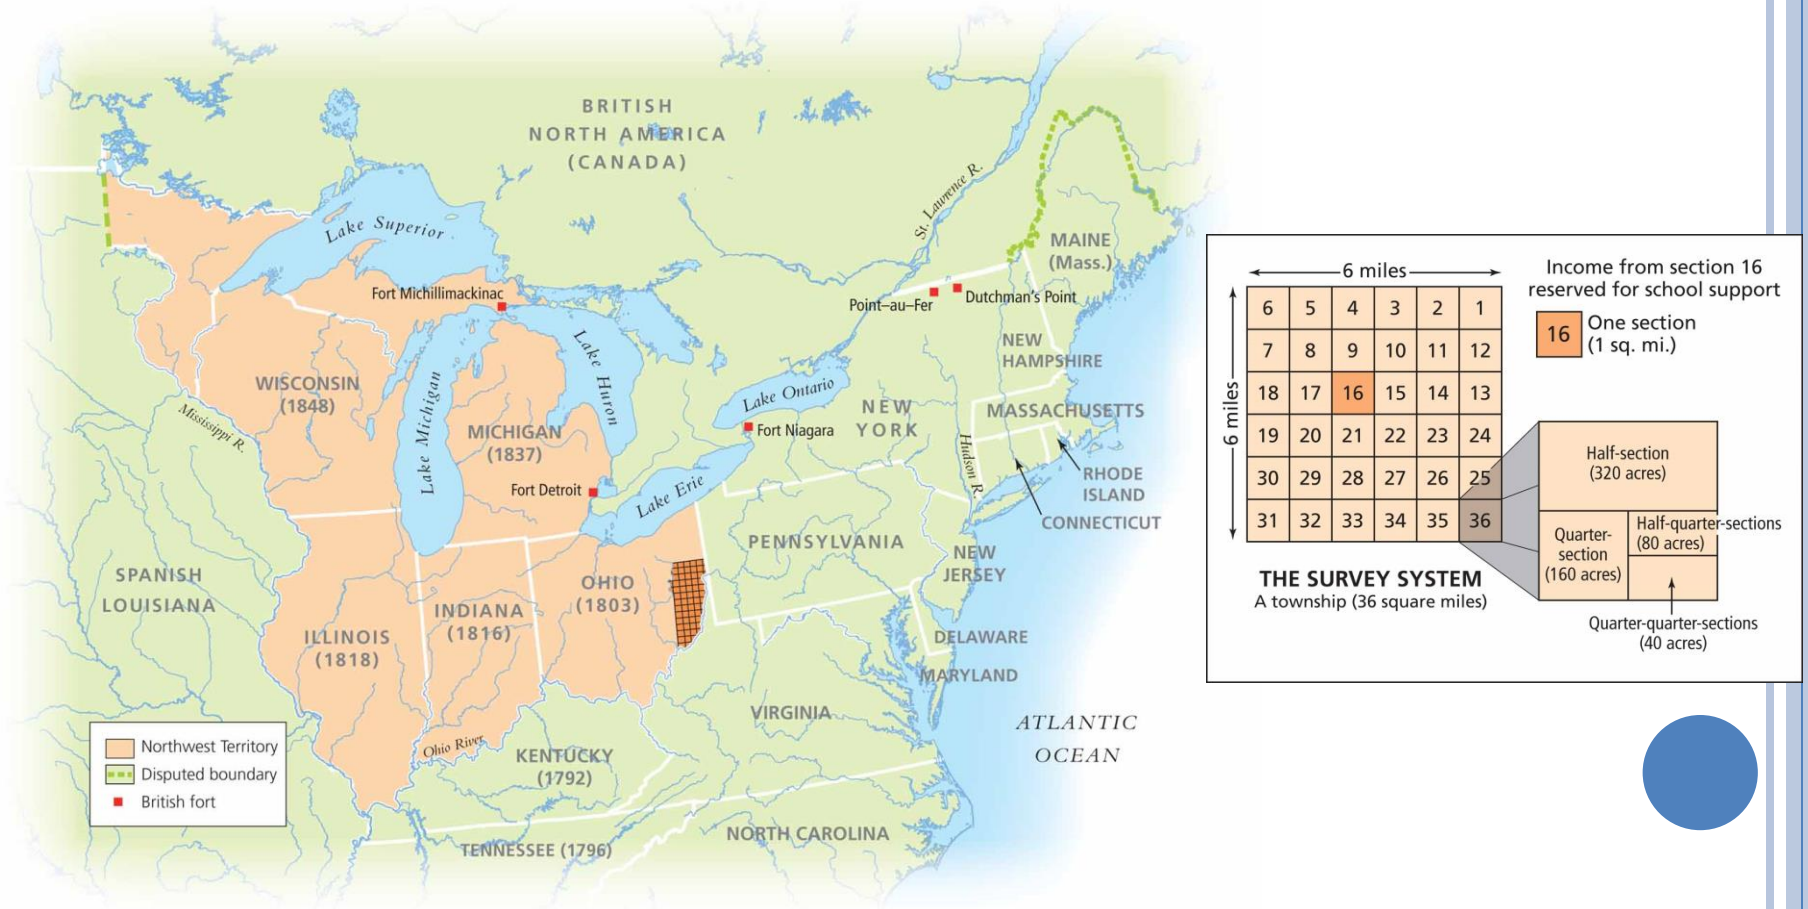 BRITISH
NORTH AMERICA
(CANADA)
Lake Superior
St. Lawrence R.
MAINE
(Mass.)
Fort Michillimackinac
Point–au–Fer
Dutchman's Point
Lake Huron
NEW
HAMPSHIRE
WISCONSIN
(1848)
Lake Michigan
Lake Ontario
NEW
YORK
MASSACHUSETTS
Mississippi R.
MICHIGAN
(1837)
Fort Niagara
Hudson R.
Fort Detroit
Lake Erie
RHODE
ISLAND
CONNECTICUT
PENNSYLVANIA
NEW
JERSEY
SPANISH
LOUISIANA
OHIO
(1803)
INDIANA
(1816)
ILLINOIS
(1818)
DELAWARE
MARYLAND
VIRGINIA
ATLANTIC
OCEAN
Ohio River
KENTUCKY
(1792)
NORTH CAROLINA
TENNESSEE (1796)
Northwest Territory
Disputed boundary
British fort
6 miles
6 miles
6 5 4 3 2 1
7 8 9 10 11 12
18 17 16 15 14 13
19 20 21 22 23 24
30 29 28 27 26 25
31 32 33 34 35 36
THE SURVEY SYSTEM
A township (36 square miles)
Income from section 16
reserved for school support
16
One section
(1 sq. mi.)
Half-section
(320 acres)
Quarter-
section
(160 acres)
Half-quarter-sections
(80 acres)
Quarter-quarter-sections
(40 acres)